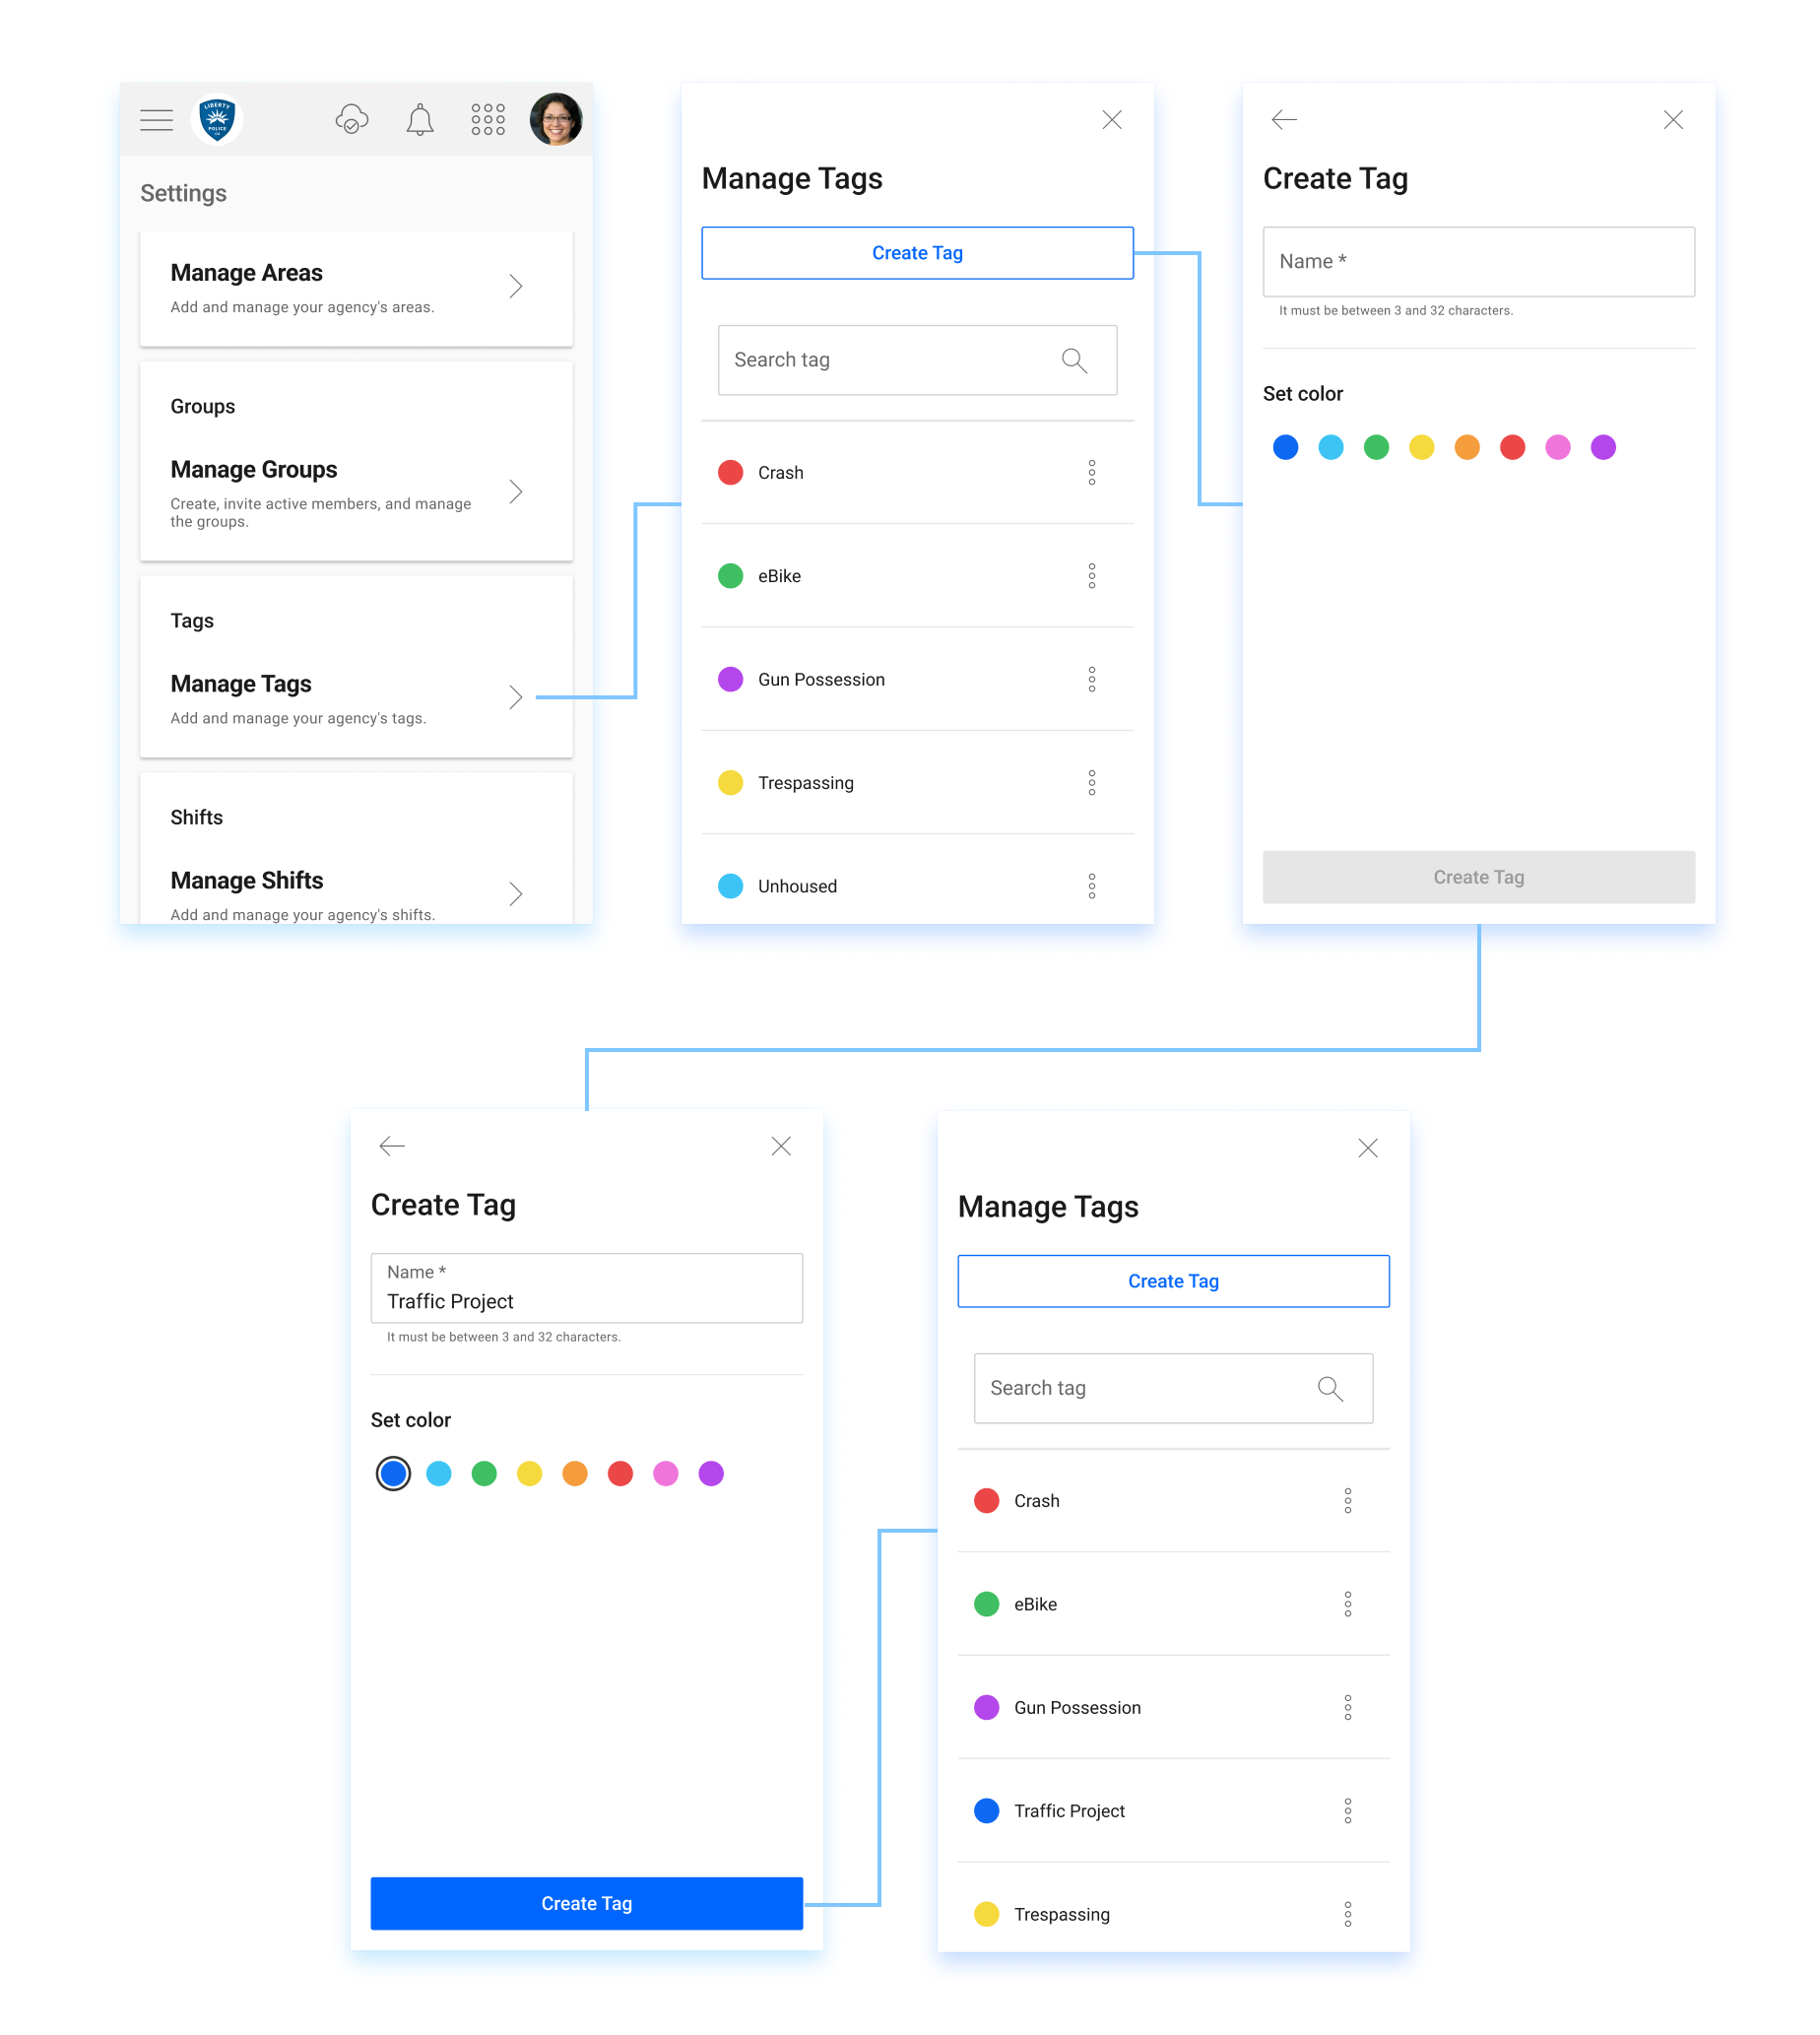 LIBERTY
POLICE
Settings
Manage Areas
Add and manage your agency's areas.
Groups
Manage Groups
Create, invite active members, and manage
the groups.
Tags
Manage Tags
Add and manage your agency's tags.
Shifts
Manage Shifts
Add and manage your agency's shifts.
Manage Tags
Create Tag
Search tag
Crash
eBike
Gun Possession
Trespassing
Unhoused
Create Tag
Name *
It must be between 3 and 32 characters.
Set color
Create Tag
Create Tag
Name *
Traffic Project
It must be between 3 and 32 characters.
Set color
Create Tag
Manage Tags
Create Tag
Search tag
Crash
eBike
Gun Possession
Traffic Project
Trespassing